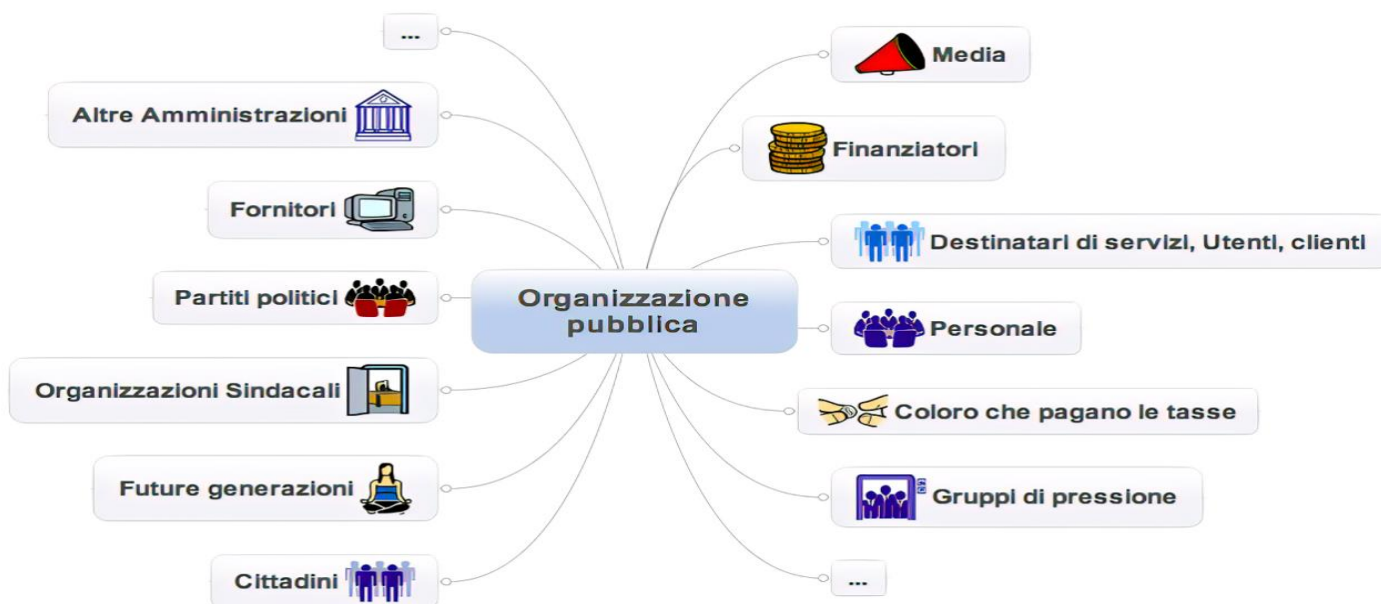 ...
Altre Amministrazioni
Fornitori
Partiti politici
Organizzazioni Sindacali
Future generazioni
Cittadini
Organizzazione
pubblica
Media
Finanziatori
Destinatari di servizi, Utenti, clienti
Personale
Coloro che pagano le tasse
Gruppi di pressione
...